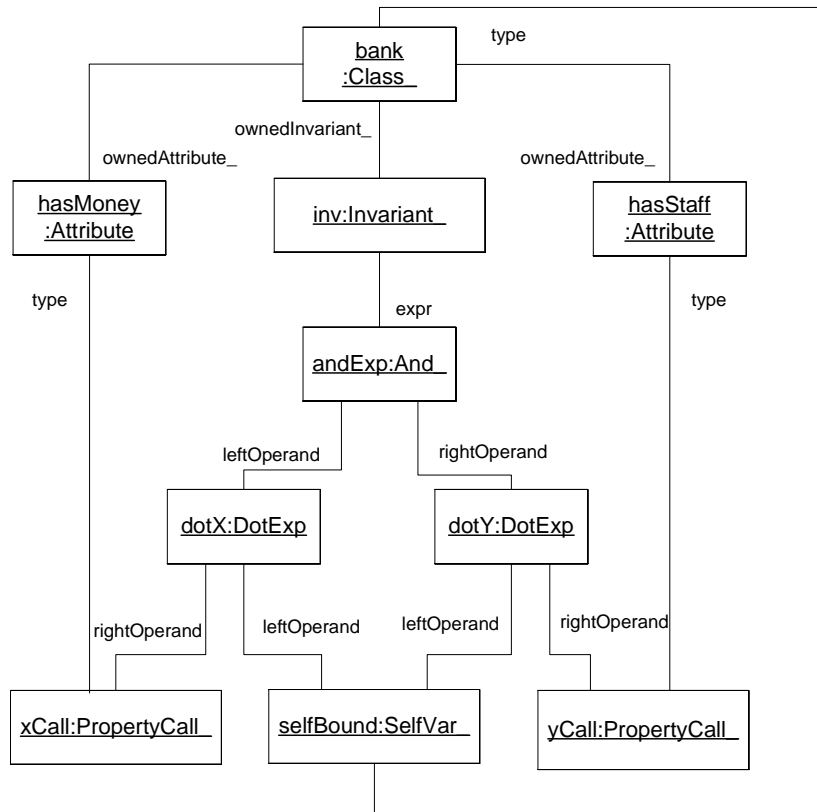 type
bank
:Class_
ownedInvariant_
ownedAttribute_
ownedAttribute_
hasMoney
:Attribute
inv:Invariant_
hasStaff
:Attribute
type
type
expr
andExp:And_
leftOperand
rightOperand
dotX:DotExp
dotY:DotExp
rightOperand
leftOperand
leftOperand
rightOperand
xCall:PropertyCall_
selfBound:SelfVar_
yCall:PropertyCall_